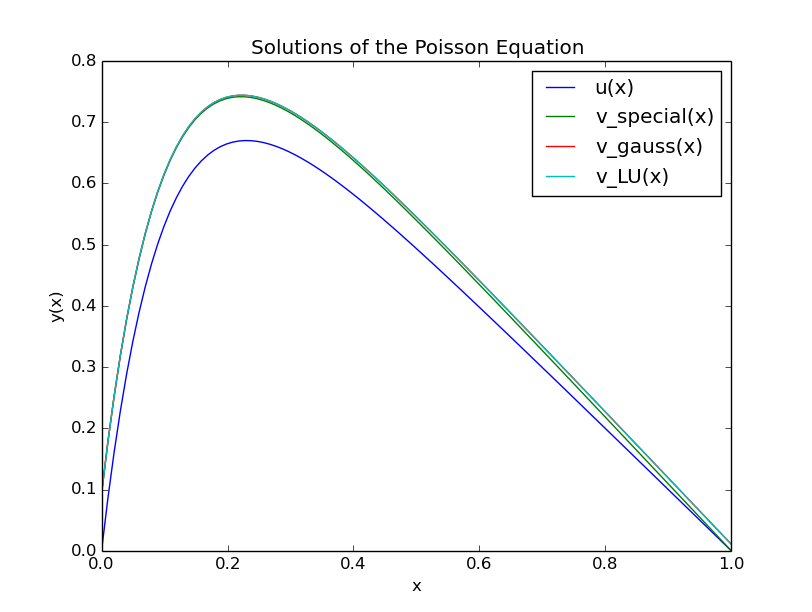 Solutions of the Poisson Equation
u(x)
v_special(x)
v_gauss(x)
v_LU(x)
y(x)
0.8
0.7
0.6
0.5
0.4
0.3
0.2
0.1
0.0
0.0 0.2 0.4 0.6 0.8 1.0
x